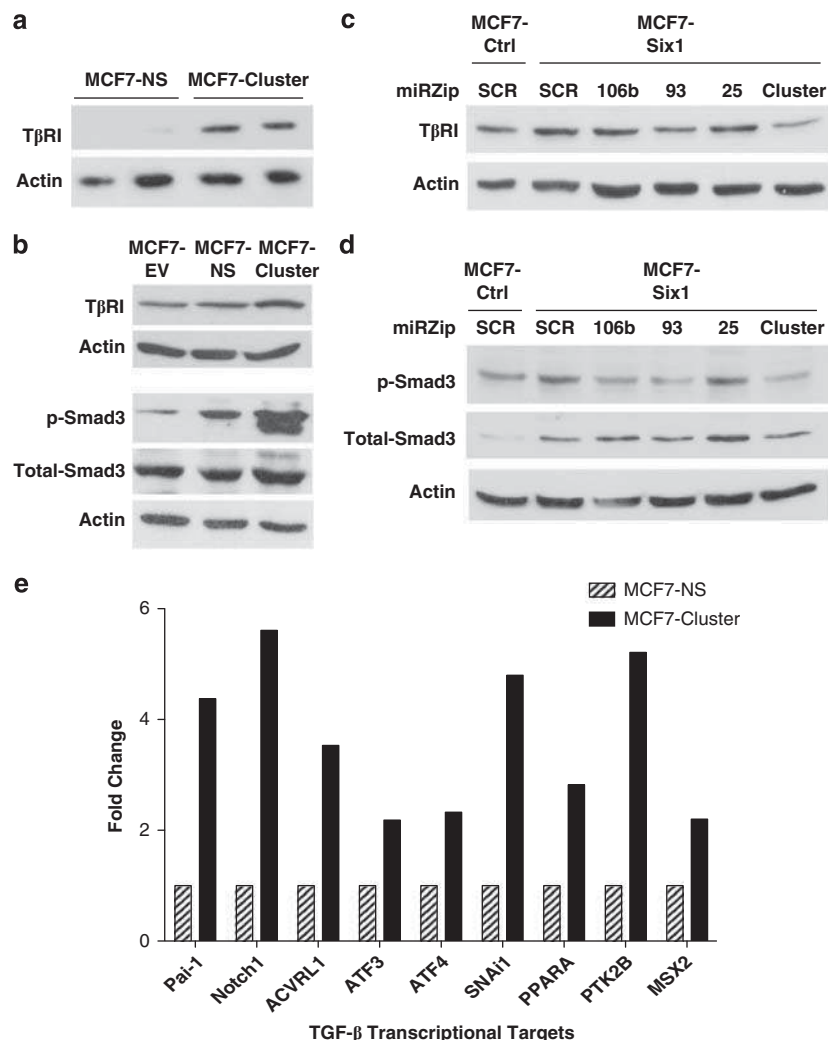 a
MCF7-NS MCF7-Cluster
TβRI
Actin
b
MCF7-EV MCF7-NS MCF7-Cluster
TβRI
Actin
p-Smad3
Total-Smad3
Actin
c
MCF7-Ctrl MCF7-Six1
miRZip SCR SCR 106b 93 25 Cluster
TβRI
Actin
d
MCF7-Ctrl MCF7-Six1
miRZip SCR SCR 106b 93 25 Cluster
p-Smad3
Total-Smad3
Actin
e
MCF7-NS
MCF7-Cluster
Fold Change
6
4
2
0
Pai-1 Notch1 ACVRL1 ATF3 ATF4 SNAi1 PPARA PTK2B MSX2
TGF-β Transcriptional Targets